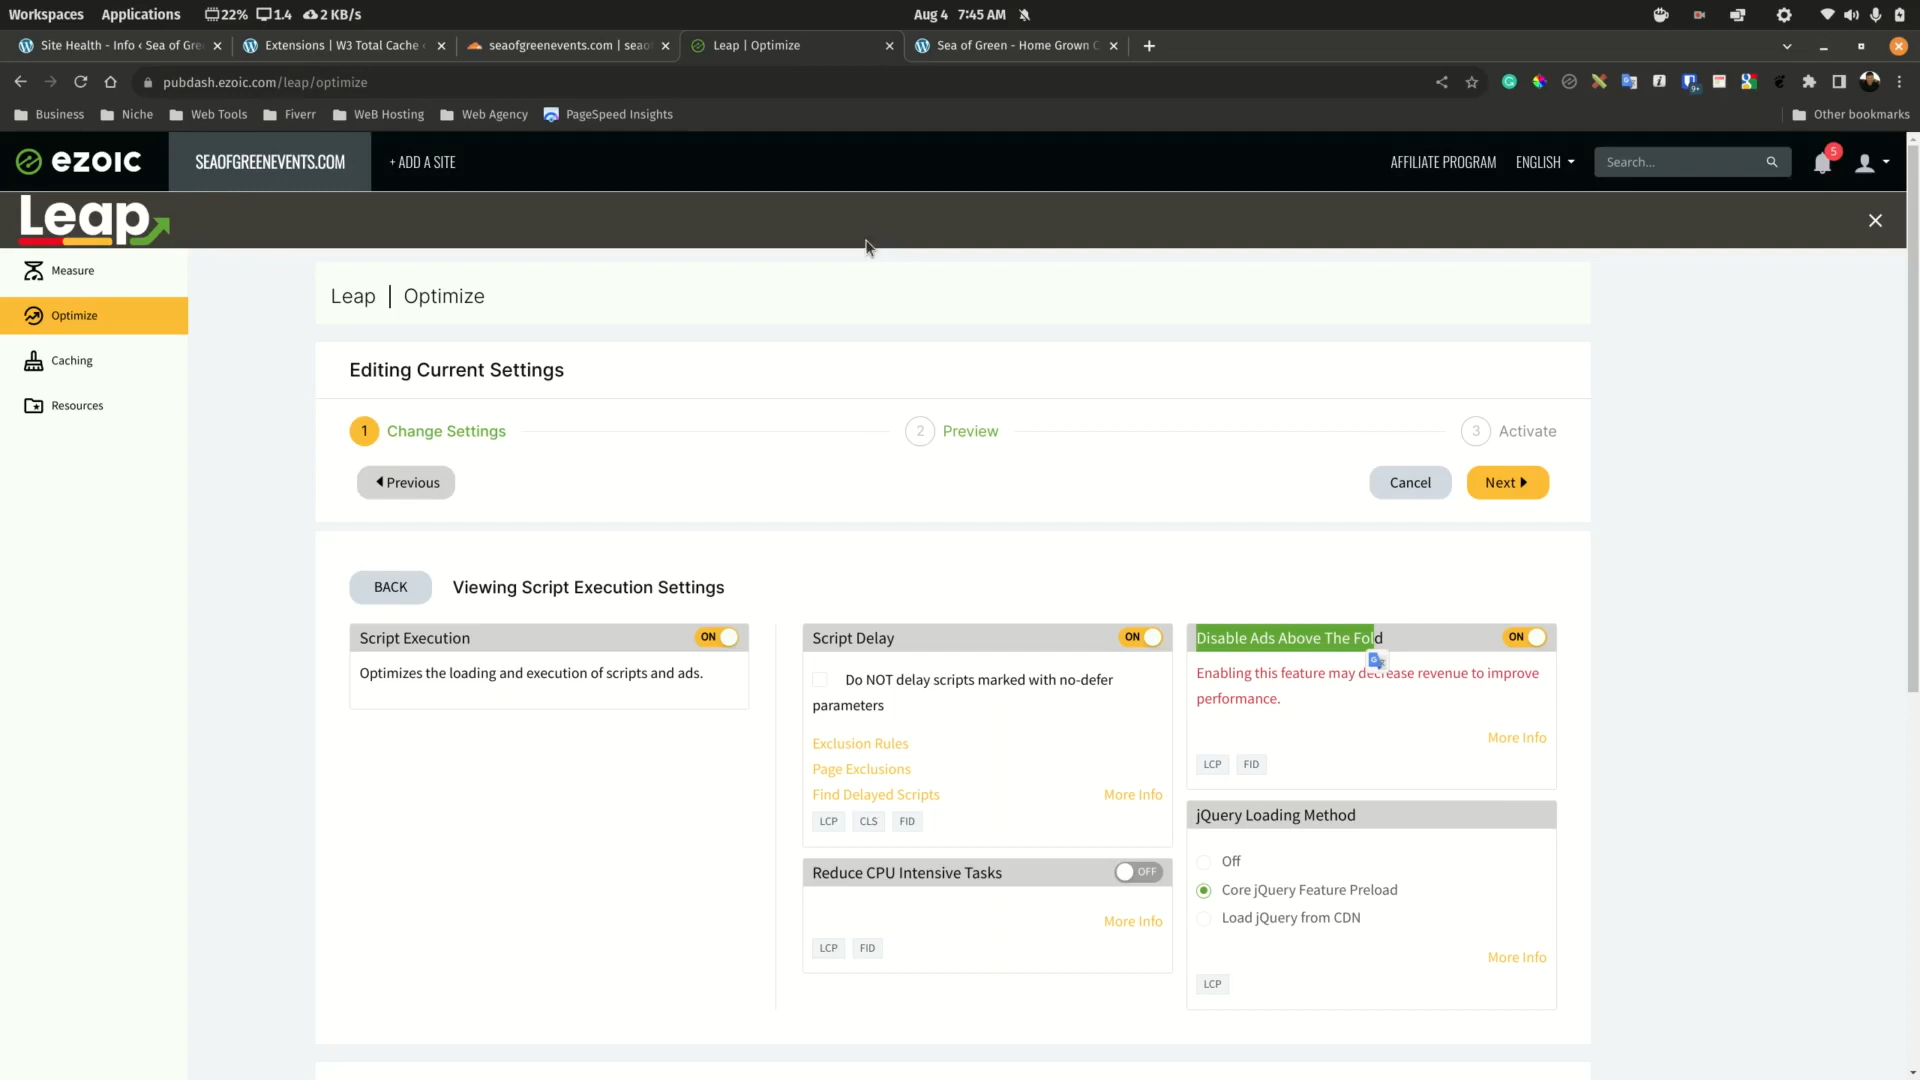 Workspaces Applications 22% 1.4 2 KB/s Aug 4 7:45 AM
Site Health - Info ‹ Sea of Gre
Extensions | W3 Total Cache ‹
seaofgreenevents.com | seao
Leap | Optimize
Sea of Green - Home Grown C
pubdash.ezoic.com/leap/optimize
9+
Business Niche Web Tools Fiverr WeB Hosting Web Agency PageSpeed Insights Other bookmarks
ezoic SEAOFGREENEVENTS.COM + ADD A SITE AFFILIATE PROGRAM ENGLISH Search... 5
Leap
Measure
Optimize
Caching
Resources
Leap | Optimize
Editing Current Settings
1 Change Settings 2 Preview 3 Activate
Previous Cancel Next
BACK Viewing Script Execution Settings
Script Execution ON
Optimizes the loading and execution of scripts and ads.
Script Delay ON
Do NOT delay scripts marked with no-defer
parameters
Exclusion Rules
Page Exclusions
Find Delayed Scripts More Info
LCP CLS FID
Reduce CPU Intensive Tasks OFF
More Info
LCP FID
Disable Ads Above The Fold ON
Enabling this feature may decrease revenue to improve
performance.
More Info
LCP FID
jQuery Loading Method
Off
Core jQuery Feature Preload
Load jQuery from CDN
More Info
LCP